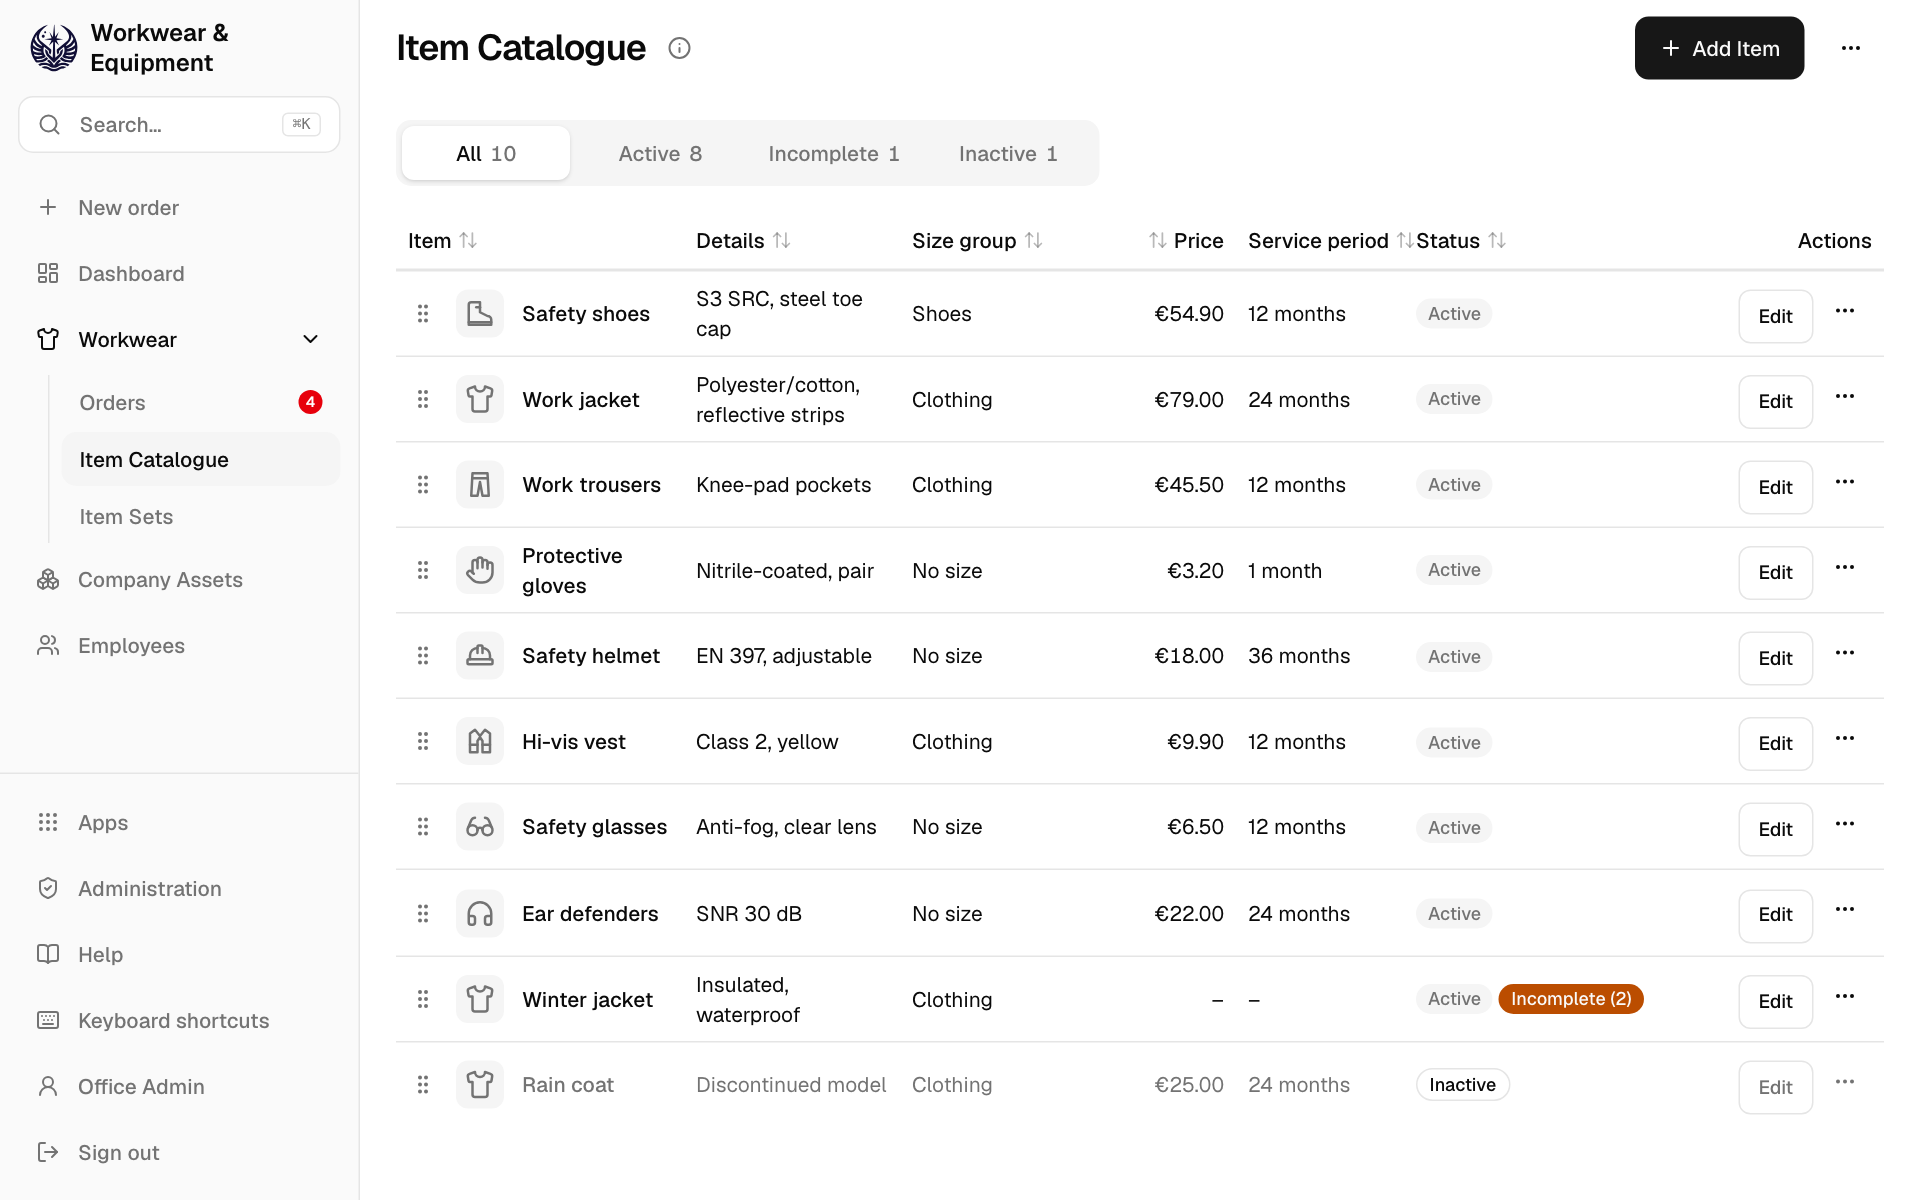 Workwear &
Equipment
Search...
⌘K
New order
Dashboard
Workwear
Orders
4
Item Catalogue
Item Sets
Company Assets
Employees
Apps
Administration
Help
Keyboard shortcuts
Office Admin
Sign out
Item Catalogue
Add Item
All 10
Active 8
Incomplete 1
Inactive 1
Item Details Size group Price Service period Status Actions
Safety shoes S3 SRC, steel toe cap Shoes €54.90 12 months Active Edit
Work jacket Polyester/cotton, reflective strips Clothing €79.00 24 months Active Edit
Work trousers Knee-pad pockets Clothing €45.50 12 months Active Edit
Protective gloves Nitrile-coated, pair No size €3.20 1 month Active Edit
Safety helmet EN 397, adjustable No size €18.00 36 months Active Edit
Hi-vis vest Class 2, yellow Clothing €9.90 12 months Active Edit
Safety glasses Anti-fog, clear lens No size €6.50 12 months Active Edit
Ear defenders SNR 30 dB No size €22.00 24 months Active Edit
Winter jacket Insulated, waterproof Clothing – – Active Incomplete (2) Edit
Rain coat Discontinued model Clothing €25.00 24 months Inactive Edit